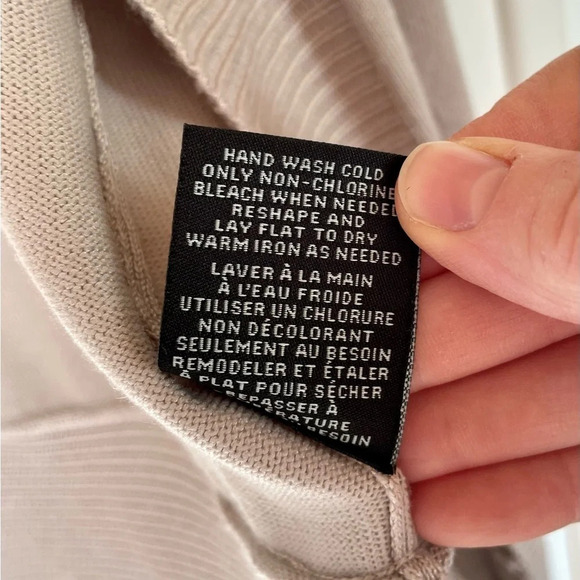 HAND WASH COLD
ONLY NON-CHLORINE
BLEACH WHEN NEEDED
RESHAPE AND
LAY FLAT TO DRY
WARM IRON AS NEEDED
LAVER À LA MAIN
À L'EAU FROIDE
UTILISER UN CHLORURE
NON DÉCOLORANT
SEULEMENT AU BESOIN
REMODELER ET ÉTALER
À PLAT POUR SÉCHER
À
BESOIN